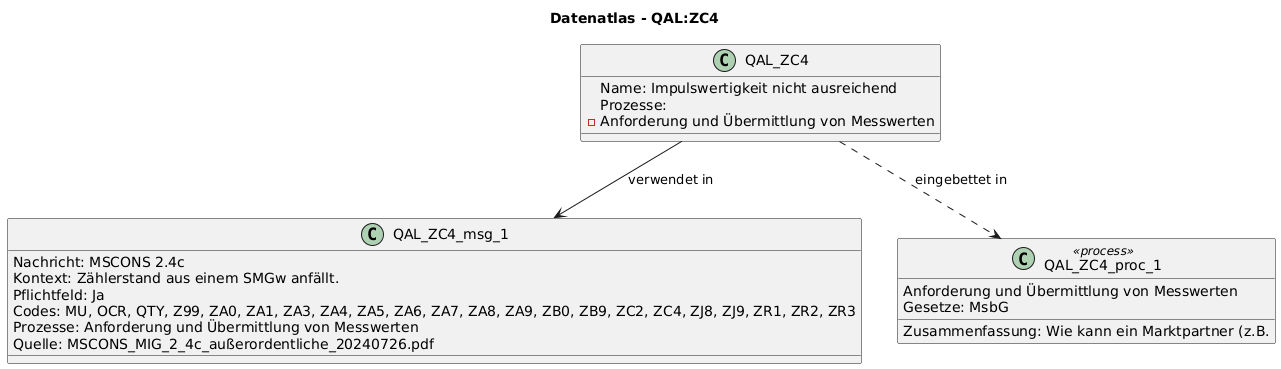 Datenatlas - QAL:ZC4
C QAL_ZC4
Name: Impulswertigkeit nicht ausreichend
Prozesse:
Anforderung und Übermittlung von Messwerten
verwendet in
eingebettet in
C QAL_ZC4_msg_1
Nachricht: MSCONS 2.4c
Kontext: Zählerstand aus einem SMGw anfällt.
Pflichtfeld: Ja
Codes: MU, OCR, QTY, Z99, ZA0, ZA1, ZA3, ZA4, ZA5, ZA6, ZA7, ZA8, ZA9, ZB0, ZB9, ZC2, ZC4, ZJ8, ZJ9, ZR1, ZR2, ZR3
Prozesse: Anforderung und Übermittlung von Messwerten
Quelle: MSCONS_MIG_2_4c_außerordentliche_20240726.pdf
«process»
C QAL_ZC4_proc_1
Anforderung und Übermittlung von Messwerten
Gesetze: MsbG
Zusammenfassung: Wie kann ein Marktpartner (z.B.